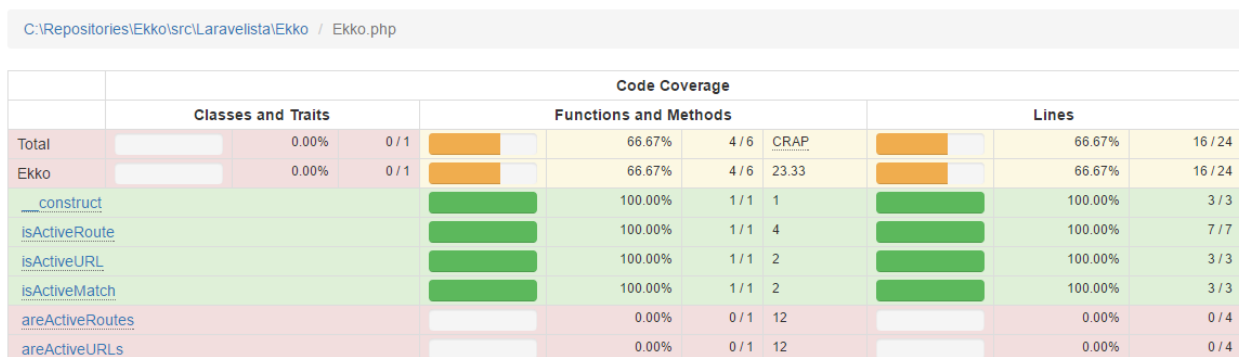 C:\Repositories\Ekko\src\Laravelista\Ekko / Ekko.php
Code Coverage
Classes and Traits Functions and Methods Lines
Total 0.00% 0 / 1 66.67% 4 / 6 CRAP 66.67% 16 / 24
Ekko 0.00% 0 / 1 66.67% 4 / 6 23.33 66.67% 16 / 24
__construct 100.00% 1 / 1 1 100.00% 3 / 3
isActiveRoute 100.00% 1 / 1 4 100.00% 7 / 7
isActiveURL 100.00% 1 / 1 2 100.00% 3 / 3
isActiveMatch 100.00% 1 / 1 2 100.00% 3 / 3
areActiveRoutes 0.00% 0 / 1 12 0.00% 0 / 4
areActiveURLs 0.00% 0 / 1 12 0.00% 0 / 4